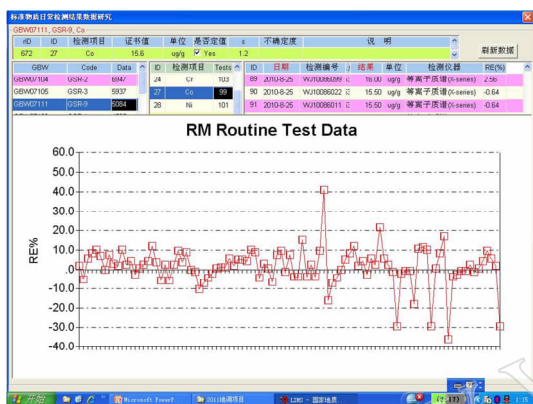 标准物质日常检测结果数据研究
GBW07111, GSR-9, Co
rID ID 检测项目 证书值 单位 是否定值 s 不确定度 说 明
672 27 Co 15.6 ug/g Yes 1.2
刷新数据
GBW Code Data ID 检测项目 Tests ID 日期 检测编号 结果 单位 检测仪器 RE(%)
GBW07104 GSR-2 6947 24 Cr 103 89 2010-8-25 16.00 ug/g 等离子质谱(X-series) 2.56
GBW07105 GSR-3 5937 27 Co 99 90 2010-8-25 WJ10086022 15.50 ug/g 等离子质谱(X-series) -0.64
GBW07111 GSR-9 5084 28 Ni 101 91 2010-8-25 WJ10086011 15.50 ug/g 等离子质谱(X-series) -0.64
RM Routine Test Data
RE%
60.0
50.0
40.0
30.0
20.0
10.0
0.0
-10.0
-20.0
-30.0
-40.0
开始 Microsoft PowerP 2011地调项目 LIMS - 国家地质 1:15